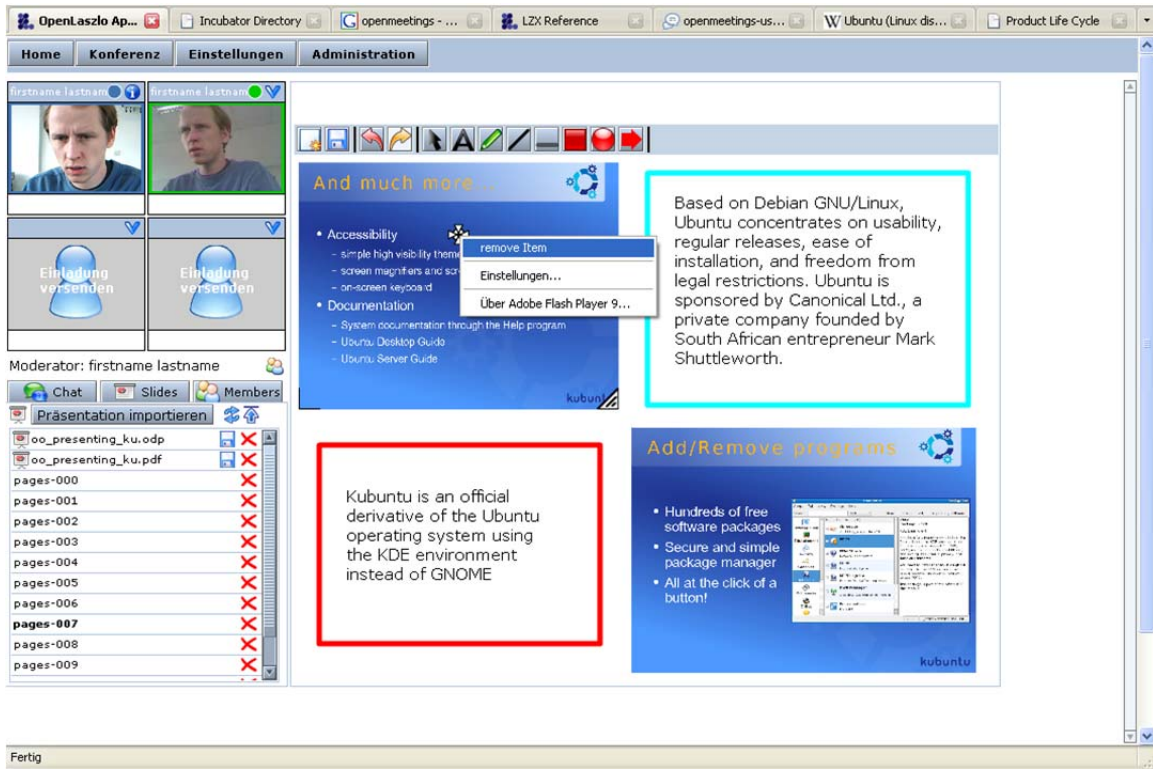 OpenLaszlo Ap...
Incubator Directory
openmeetings - ...
LZX Reference
openmeetings-us...
Ubuntu (Linux dis...
Product Life Cycle
Home
Konferenz
Einstellungen
Administration
firstname lastnam
firstname lastnam
Einladung
versenden
Einladung
versenden
Moderator: firstname lastname
Chat
Slides
Members
Präsentation importieren
oo_presenting_ku.odp
oo_presenting_ku.pdf
pages-000
pages-001
pages-002
pages-003
pages-004
pages-005
pages-006
pages-007
pages-008
pages-009
And much more...
• Accessibility
– simple high visibility theme
– screen magnifiers and
– on-screen keyboard
• Documentation
– System documentation through the Help program
– Ubuntu Desktop Guide
– Ubuntu Server Guide
kubuntu
remove Item
Einstellungen...
Über Adobe Flash Player 9...
Based on Debian GNU/Linux,
Ubuntu concentrates on usability,
regular releases, ease of
installation, and freedom from
legal restrictions. Ubuntu is
sponsored by Canonical Ltd., a
private company founded by
South African entrepreneur Mark
Shuttleworth.
Kubuntu is an official
derivative of the Ubuntu
operating system using
the KDE environment
instead of GNOME
Add/Remove programs
• Hundreds of free
software packages
• Secure and simple
package manager
• All at the click of a
button!
kubuntu
Fertig